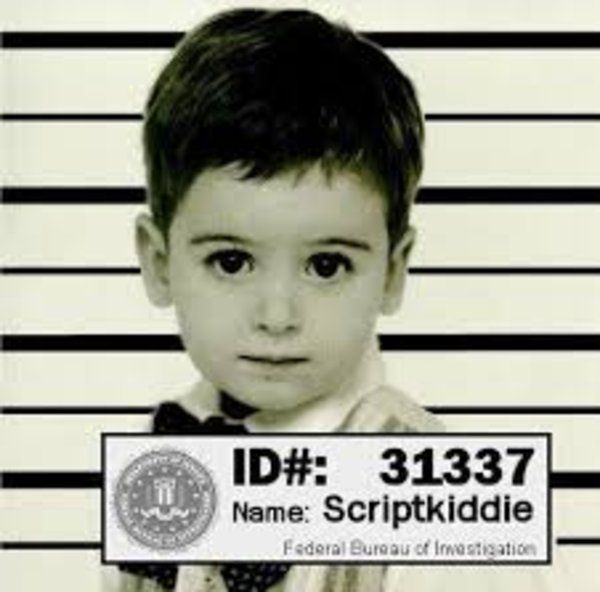 ID#: 31337
Name: Scriptkiddie
Federal Bureau of Investigation